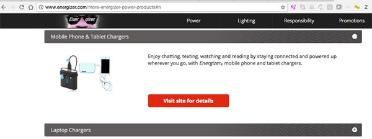 www.energizer.com/more-energizer-power-products#n
Energizer
Power
Lighting
Responsibility
Promotions
Mobile Phone & Tablet Chargers
Enjoy chatting, texting, watching and reading by staying connected and powered up
wherever you go, with Energizer® mobile phone and tablet chargers.
Visit site for details
Laptop Chargers